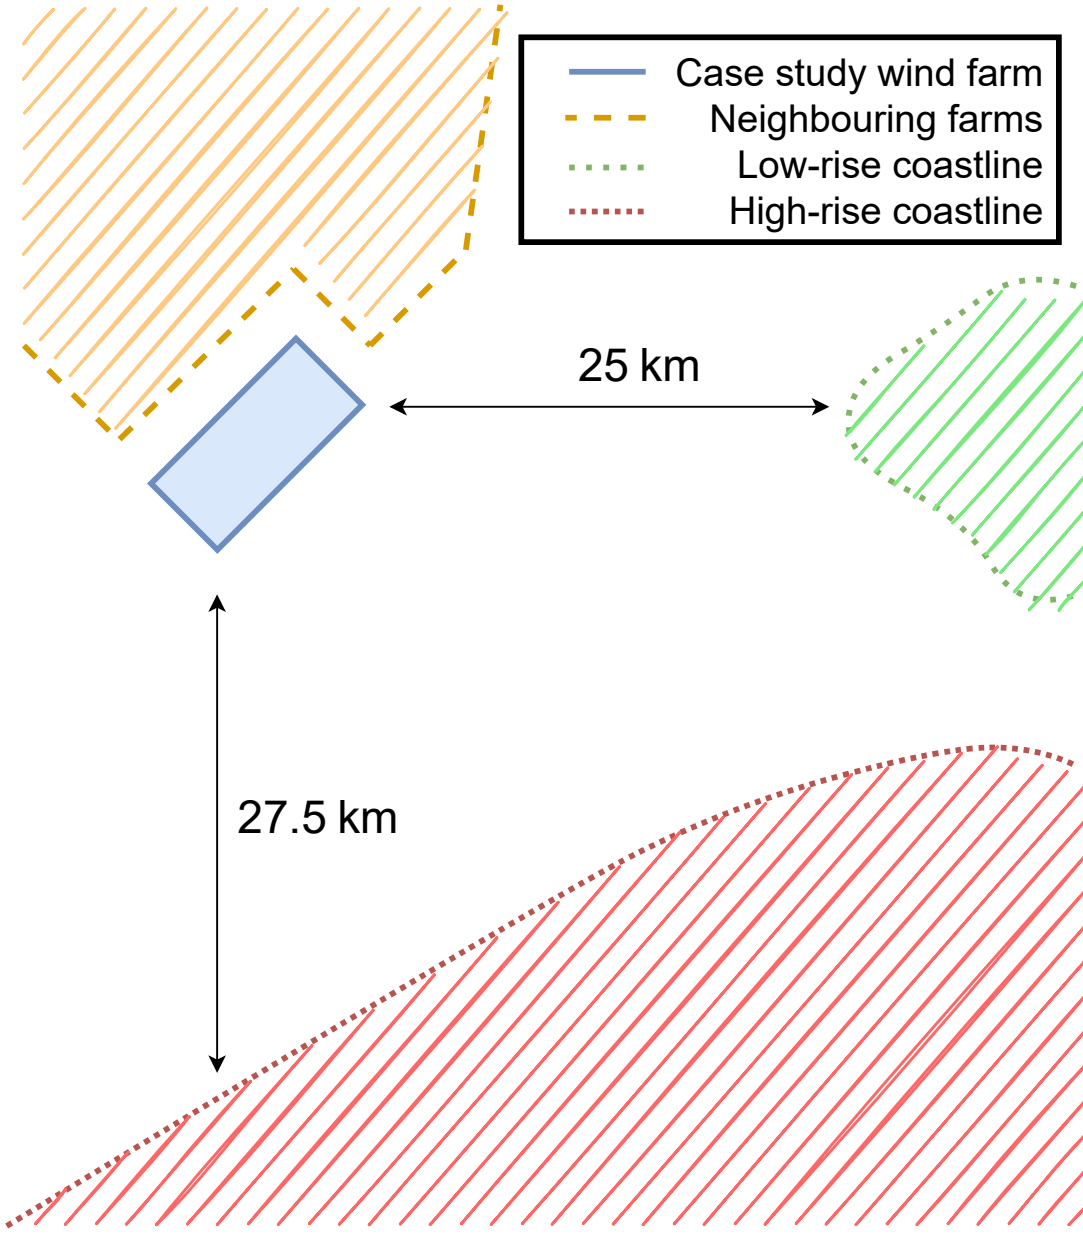 Case study wind farm
Neighbouring farms
Low-rise coastline
High-rise coastline
25 km
27.5 km